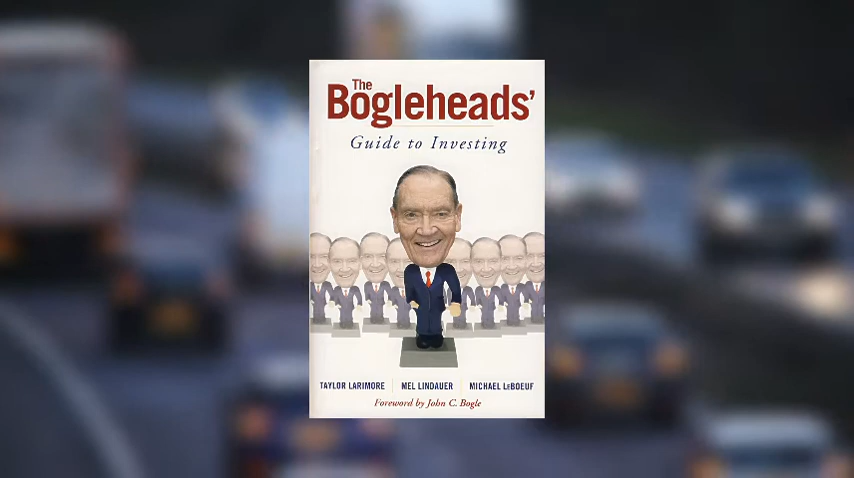 The
Bogleheads'
Guide to Investing
TAYLOR LARIMORE MEL LINDAUER MICHAEL LEBOEUF
Foreword by John C. Bogle